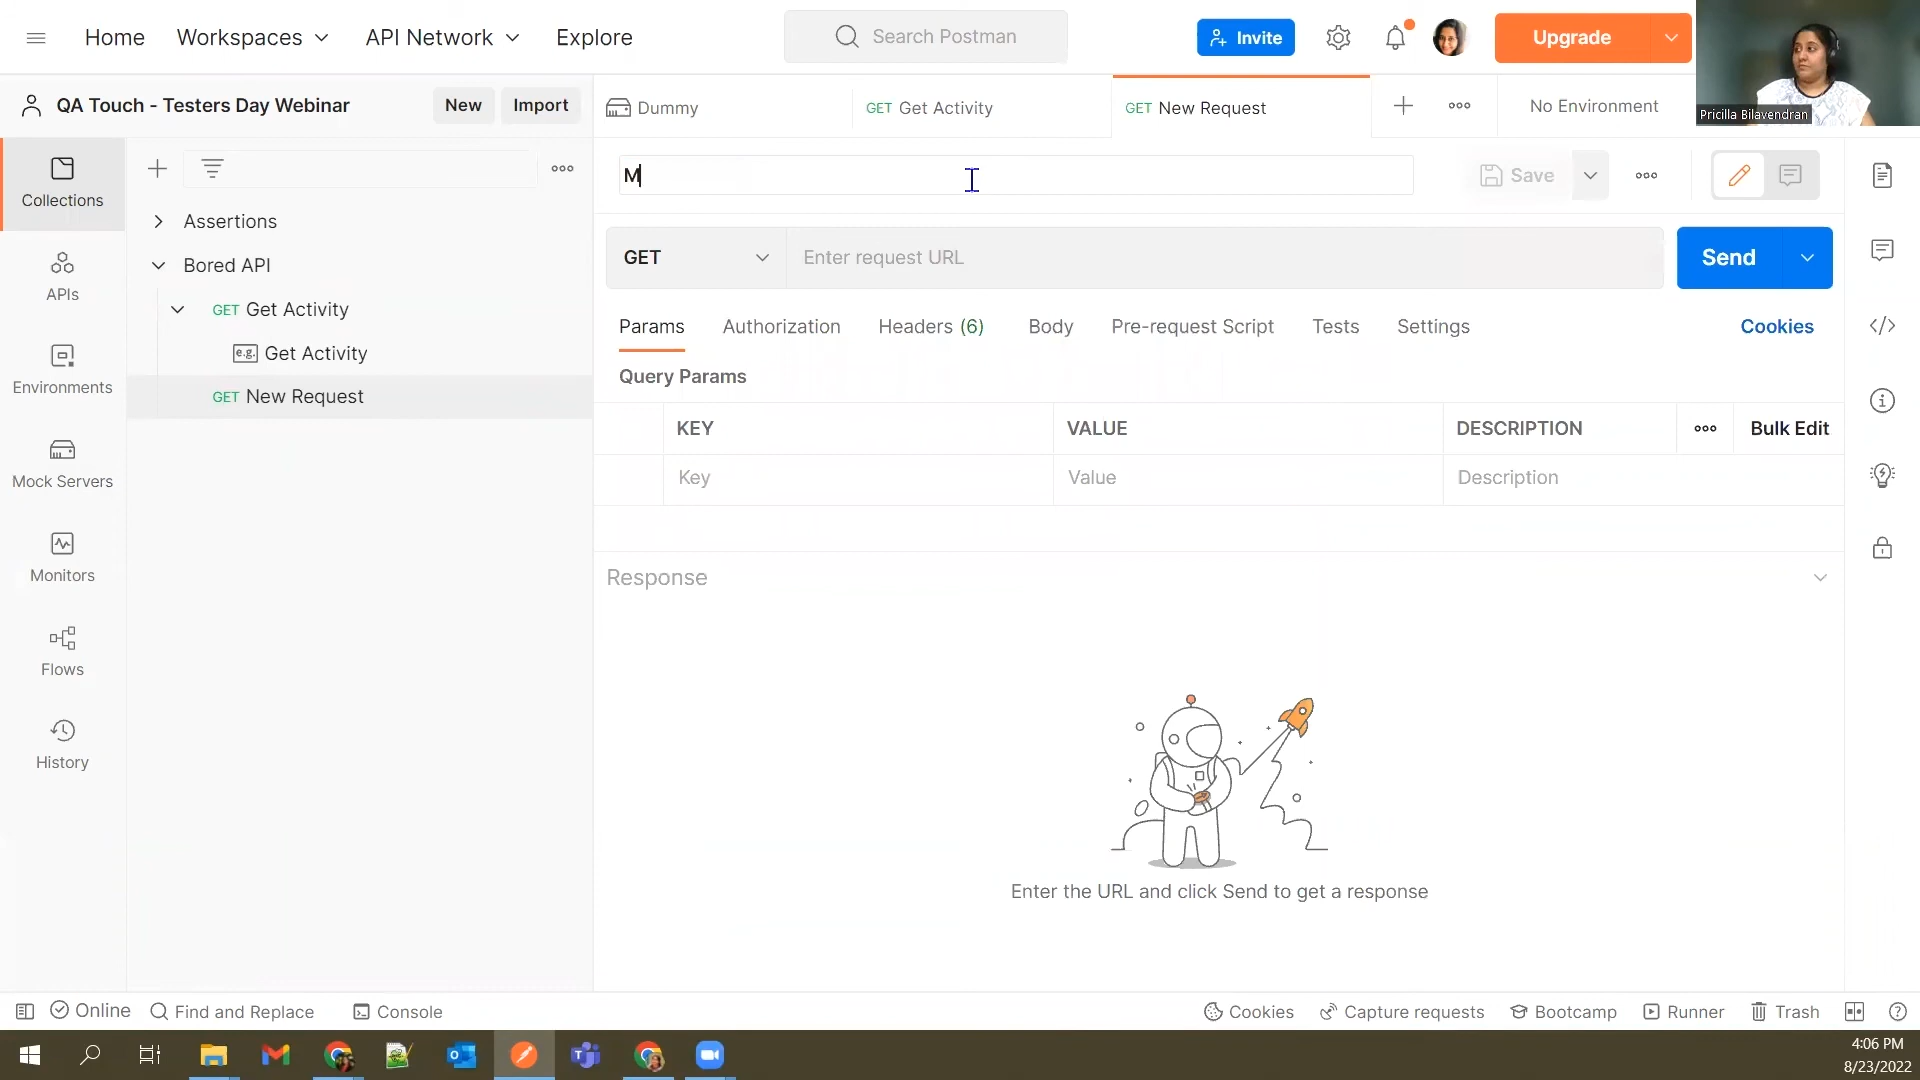 Home Workspaces API Network Explore Search Postman Invite Upgrade
Pricilla Bilavendran
QA Touch - Testers Day Webinar New Import
Dummy GET Get Activity GET New Request No Environment
Collections
APIs
Environments
Mock Servers
Monitors
Flows
History
Assertions
Bored API
GET Get Activity
e.g. Get Activity
GET New Request
M Save
GET Enter request URL Send
Params Authorization Headers (6) Body Pre-request Script Tests Settings Cookies
Query Params
KEY VALUE DESCRIPTION Bulk Edit
Key Value Description
Response
Enter the URL and click Send to get a response
Online Find and Replace Console Cookies Capture requests Bootcamp Runner Trash
4:06 PM
8/23/2022